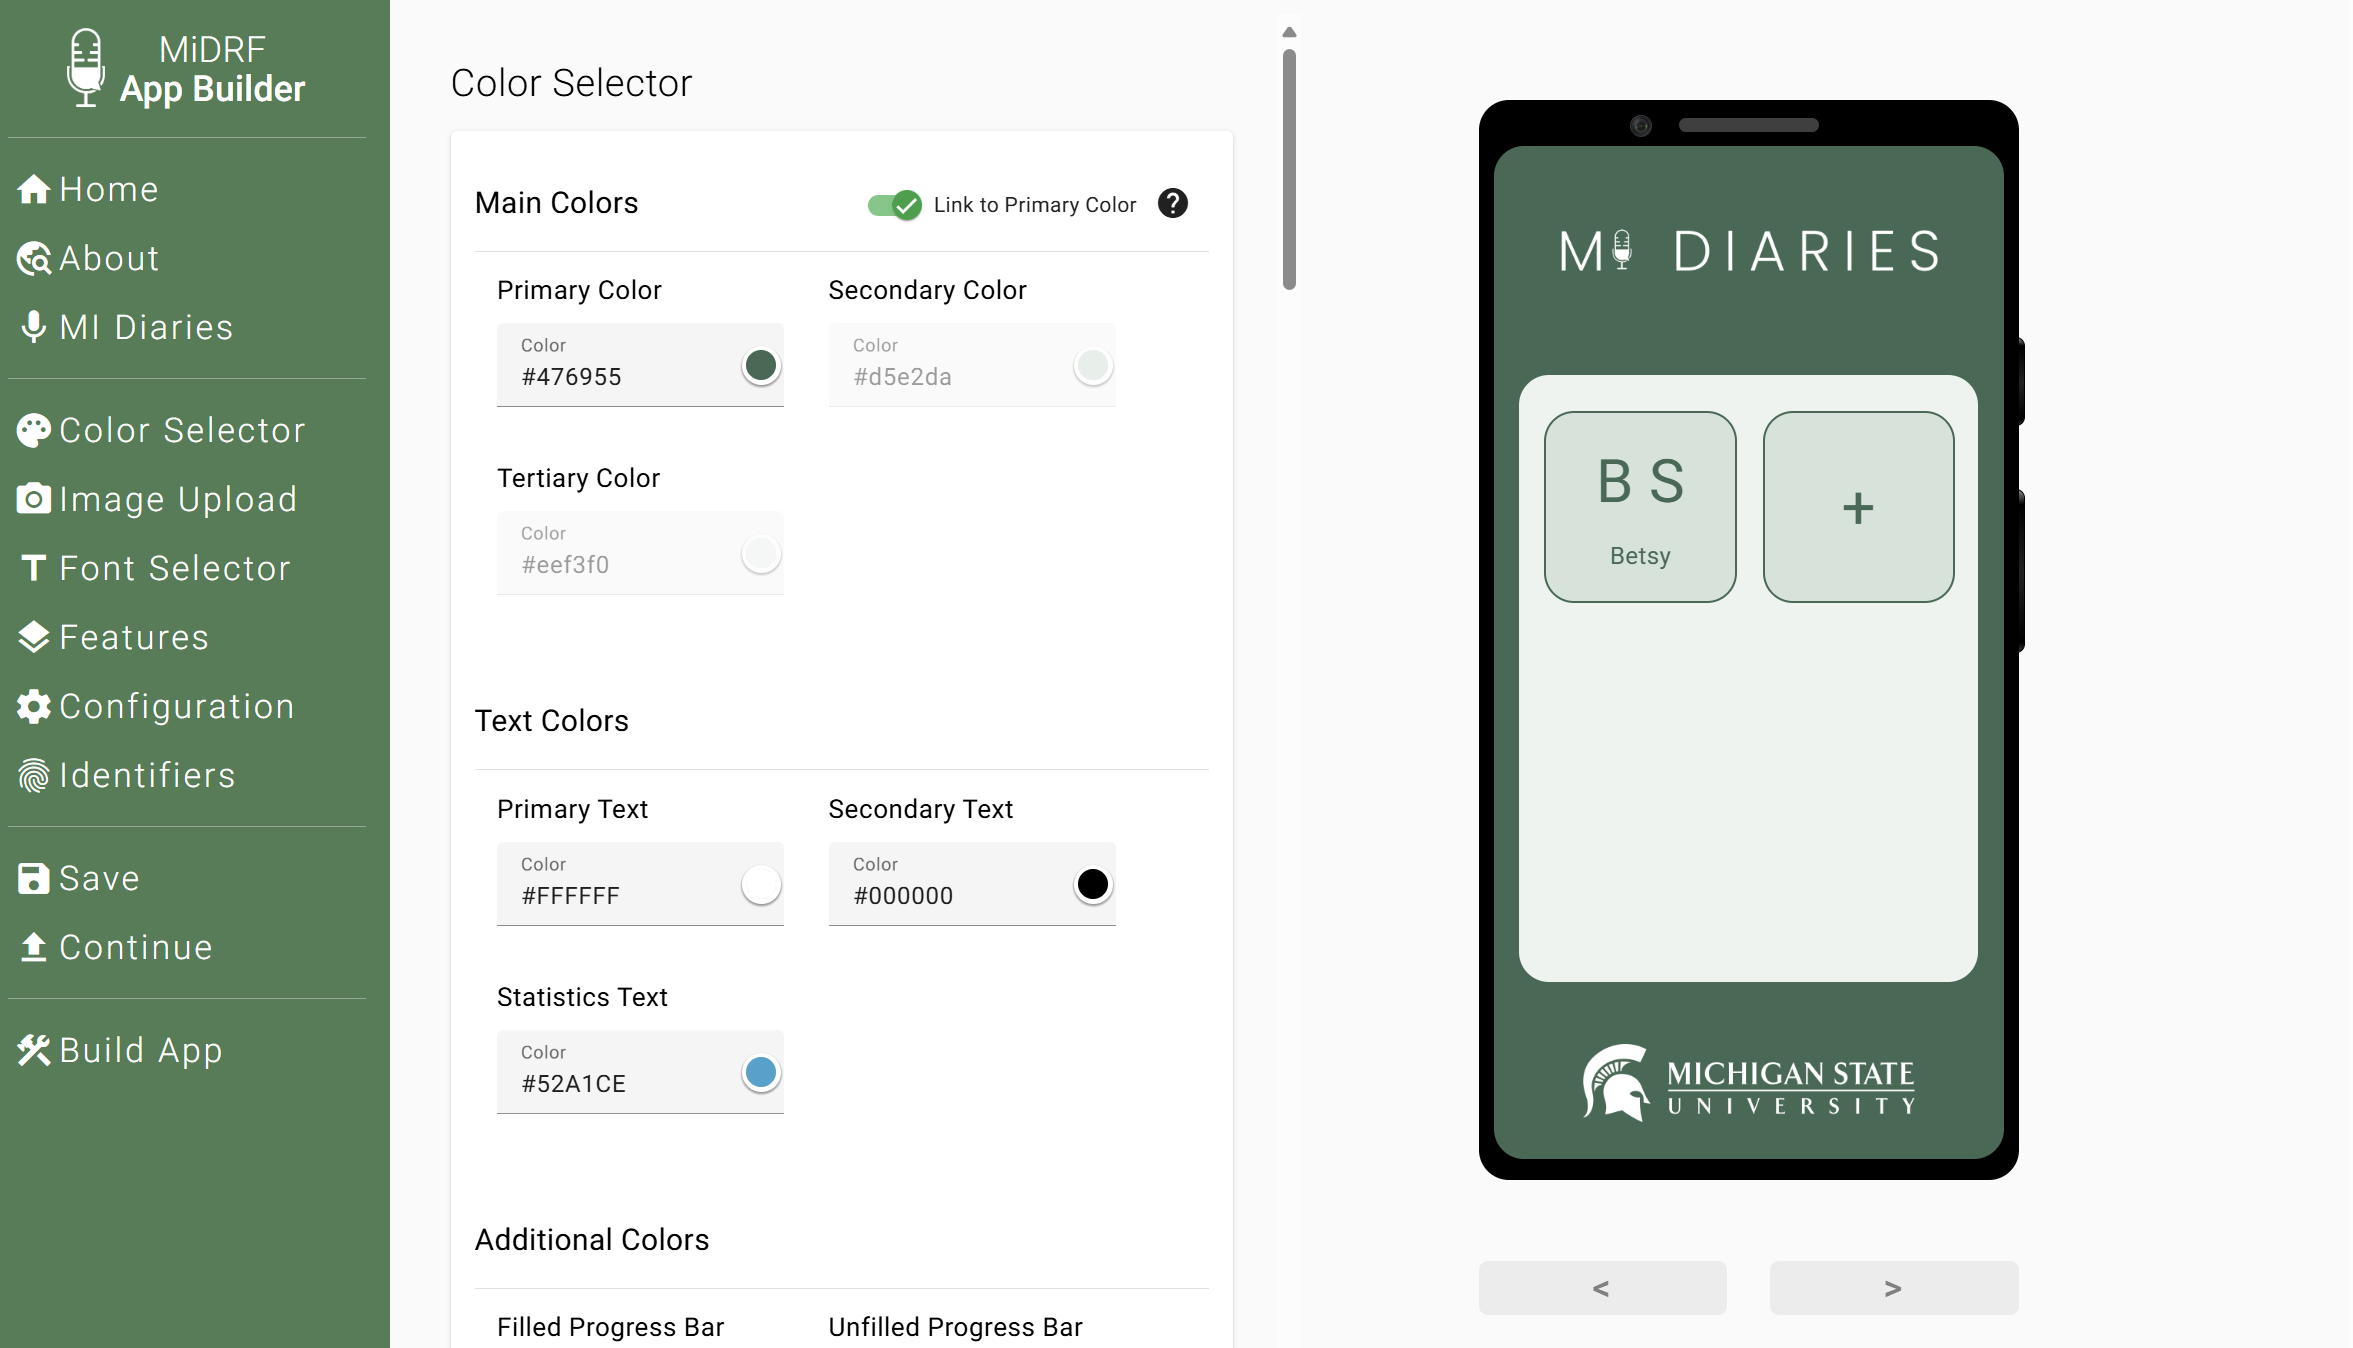 MiDRF
App Builder
Home
About
MI Diaries
Color Selector
Image Upload
Font Selector
Features
Configuration
Identifiers
Save
Continue
Build App
Color Selector
Main Colors
Link to Primary Color
?
Primary Color
Secondary Color
Color
#476955
Color
#d5e2da
Tertiary Color
Color
#eef3f0
Text Colors
Primary Text
Secondary Text
Color
#FFFFFF
Color
#000000
Statistics Text
Color
#52A1CE
Additional Colors
Filled Progress Bar
Unfilled Progress Bar
MI DIARIES
B S
Betsy
+
MICHIGAN STATE
UNIVERSITY
<
>